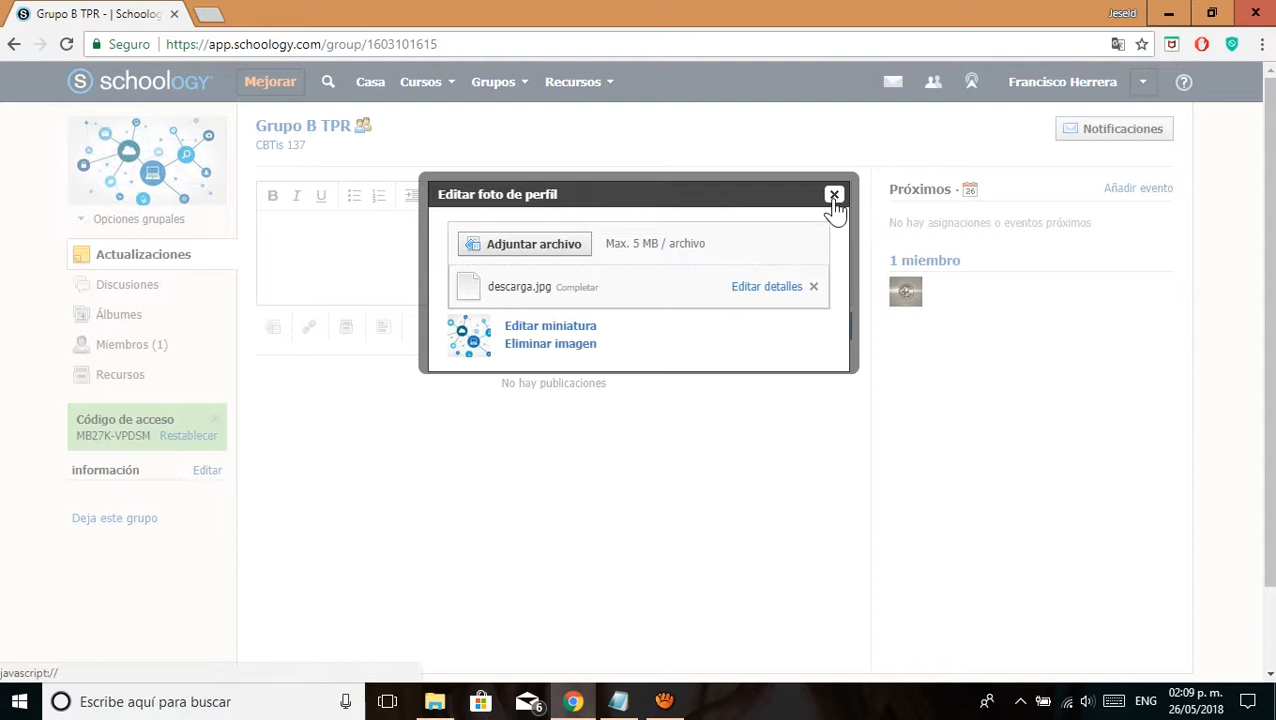 Grupo B TPR - | Schoolog
Jeseld
Seguro
https://app.schoology.com/group/1603101615
S schoology
Mejorar
Casa
Cursos
Grupos
Recursos
Francisco Herrera
Grupo B TPR
CBTis 137
Notificaciones
B I U
Opciones grupales
Actualizaciones
Discusiones
Álbumes
Miembros (1)
Recursos
Código de acceso
MB27K-VPDSM Restablecer
información Editar
Deja este grupo
Editar foto de perfil
Adjuntar archivo Max. 5 MB / archivo
descarga.jpg Completar Editar detalles
Editar miniatura
Eliminar imagen
No hay publicaciones
Próximos · 26 Añadir evento
No hay asignaciones o eventos próximos
1 miembro
javascript://
Escribe aquí para buscar
6
ENG
02:09 p. m.
26/05/2018